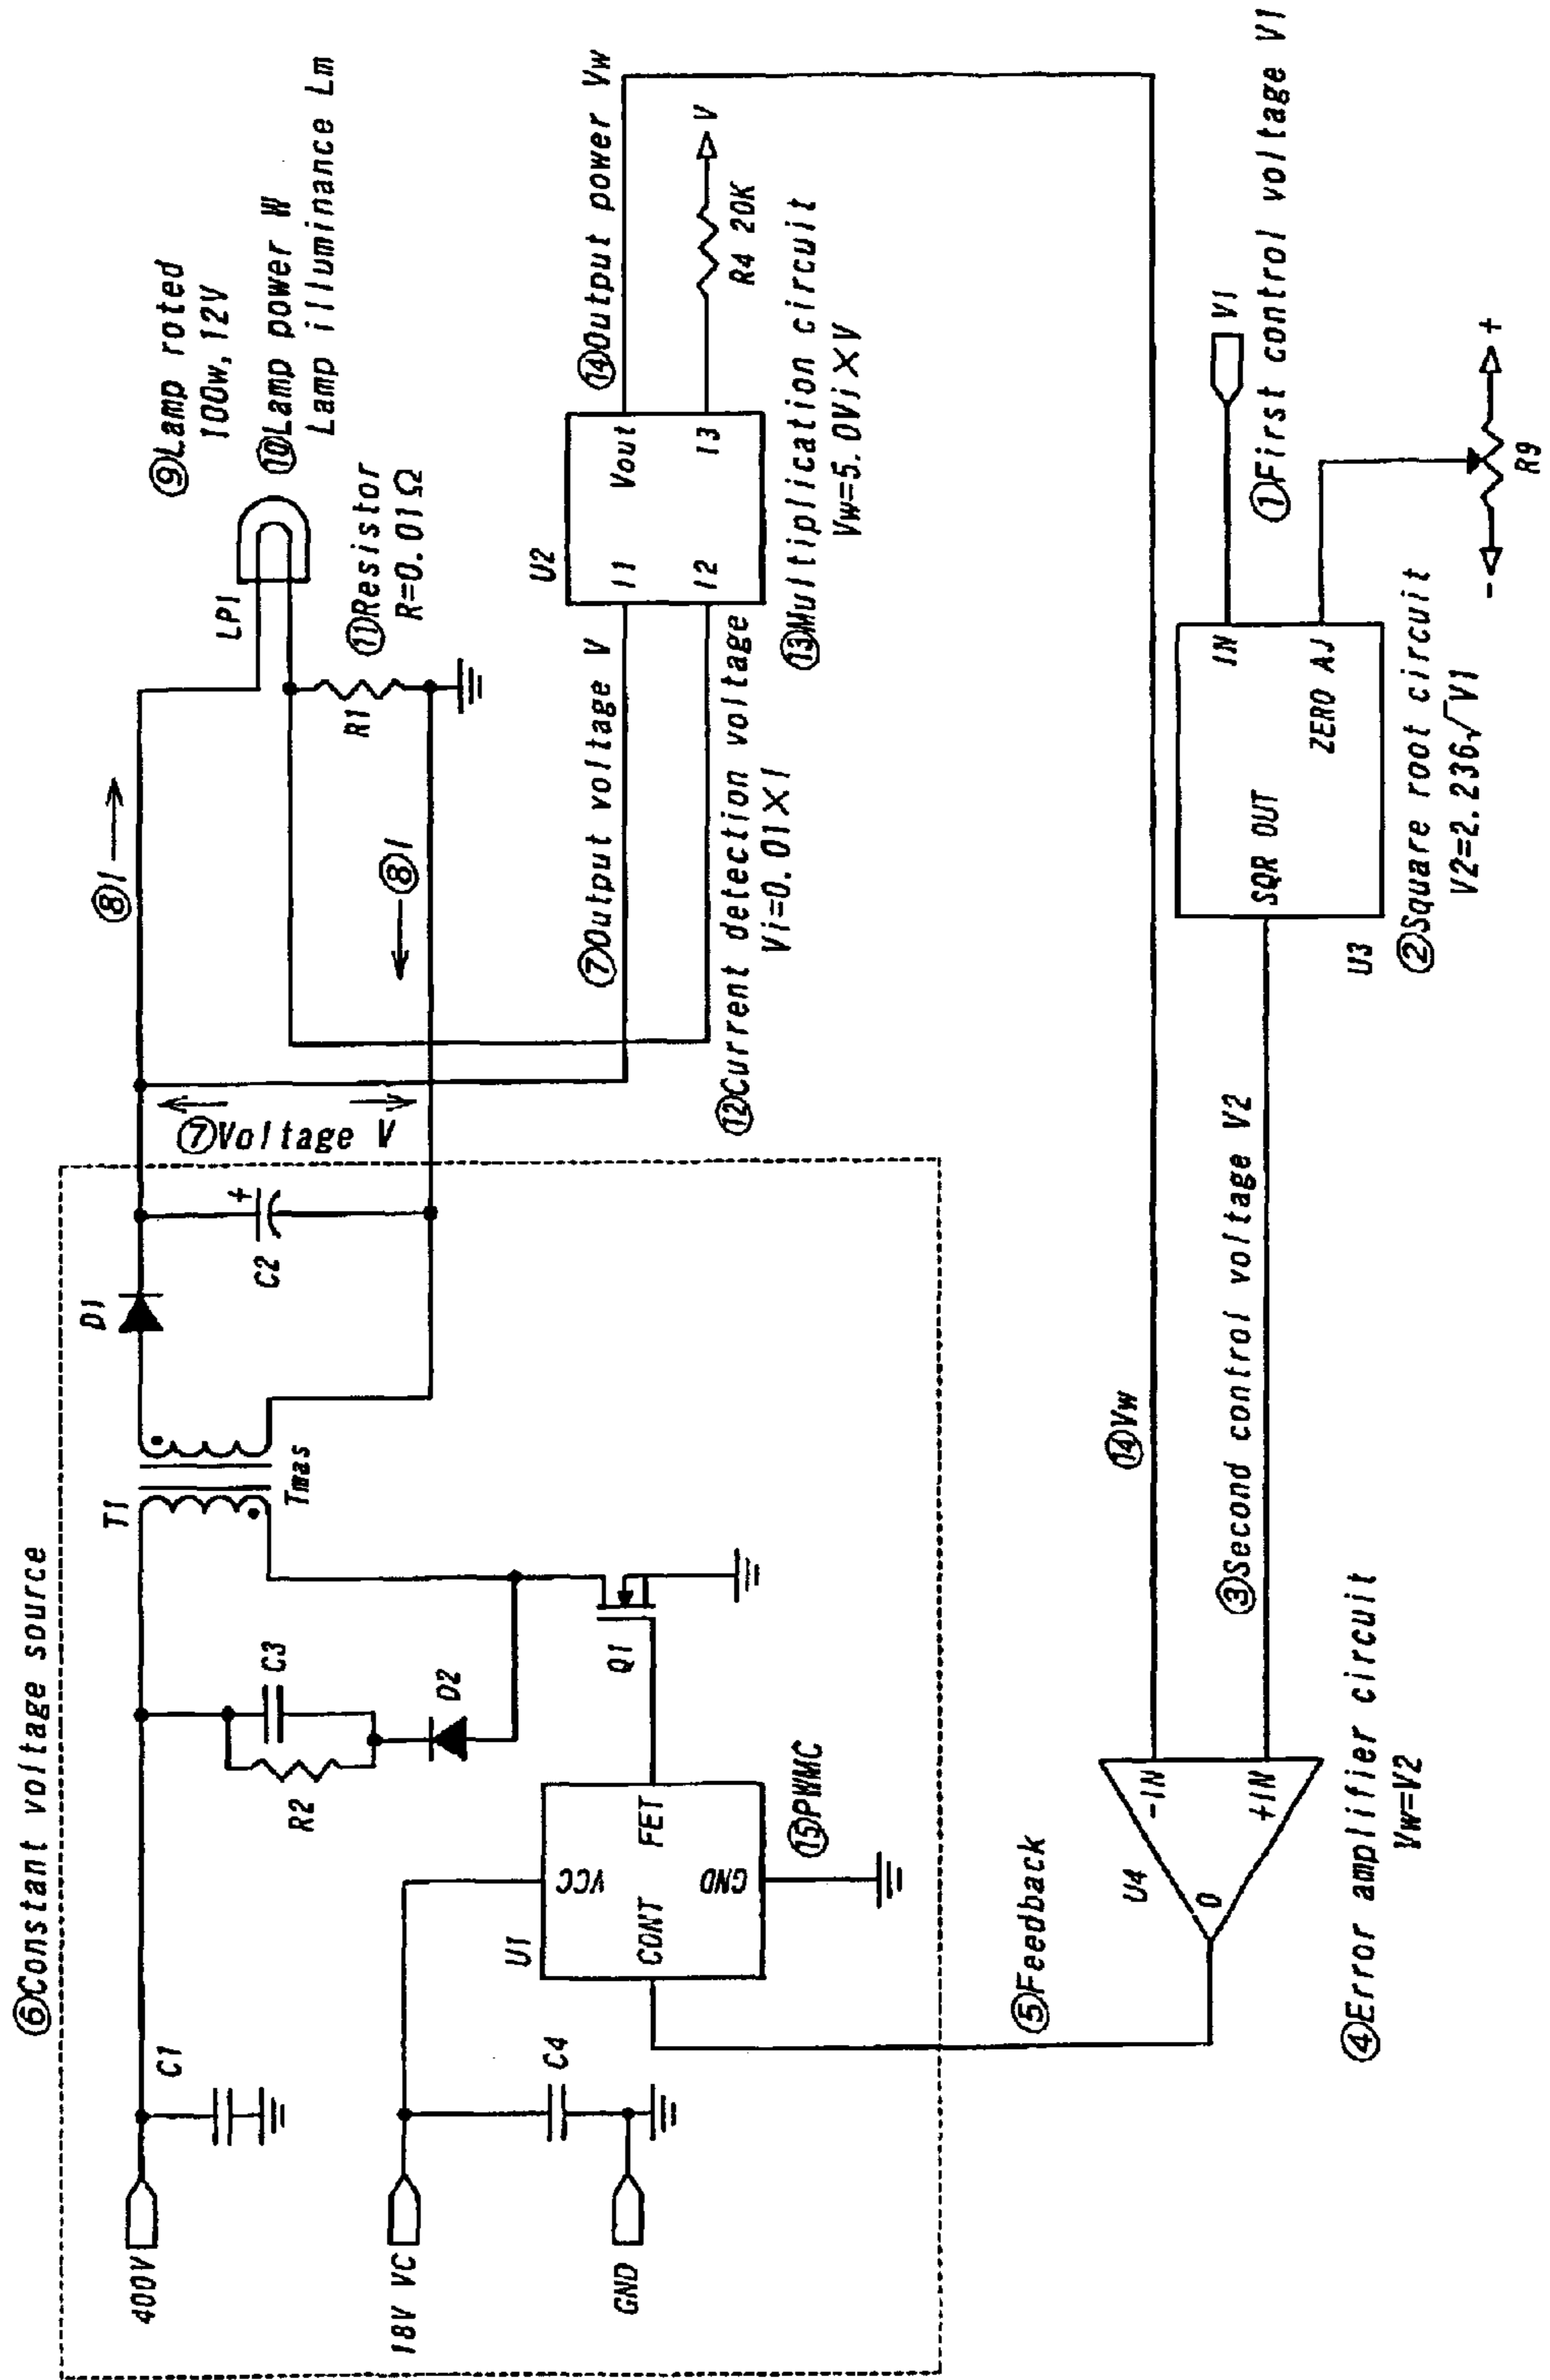 ⑥Constant voltage source
400V
C1
18V VC
C4
GND
R2
C3
D2
T1
Tmas
D1
C2
+
U1
VCC
CONT
FET
GND
⑮PWMC
Q1
⑦Voltage V
⑧I
⑧I
LP1
⑨Lamp roted
100w, 12V
⑩Lamp power W
Lamp illuminance Lm
⑪Resistor
R=0.01Ω
R1
⑦Output voltage V
⑫Current detection voltage
Vi=0.01×I
U2
I1
I2
Vout
I3
⑬Multiplication circuit
Vw=5.0Vi×V
⑭Output power Vw
R4 20K
V
⑤Feedback
U4
O
-IN
+IN
④Error amplifier circuit
Vw=V2
⑭Vw
③Second control voltage V2
U3
SQR OUT
IN
ZERO AJ
②Square root circuit
V2=2.236√V1
V1
①First control voltage V1
-
+
R9